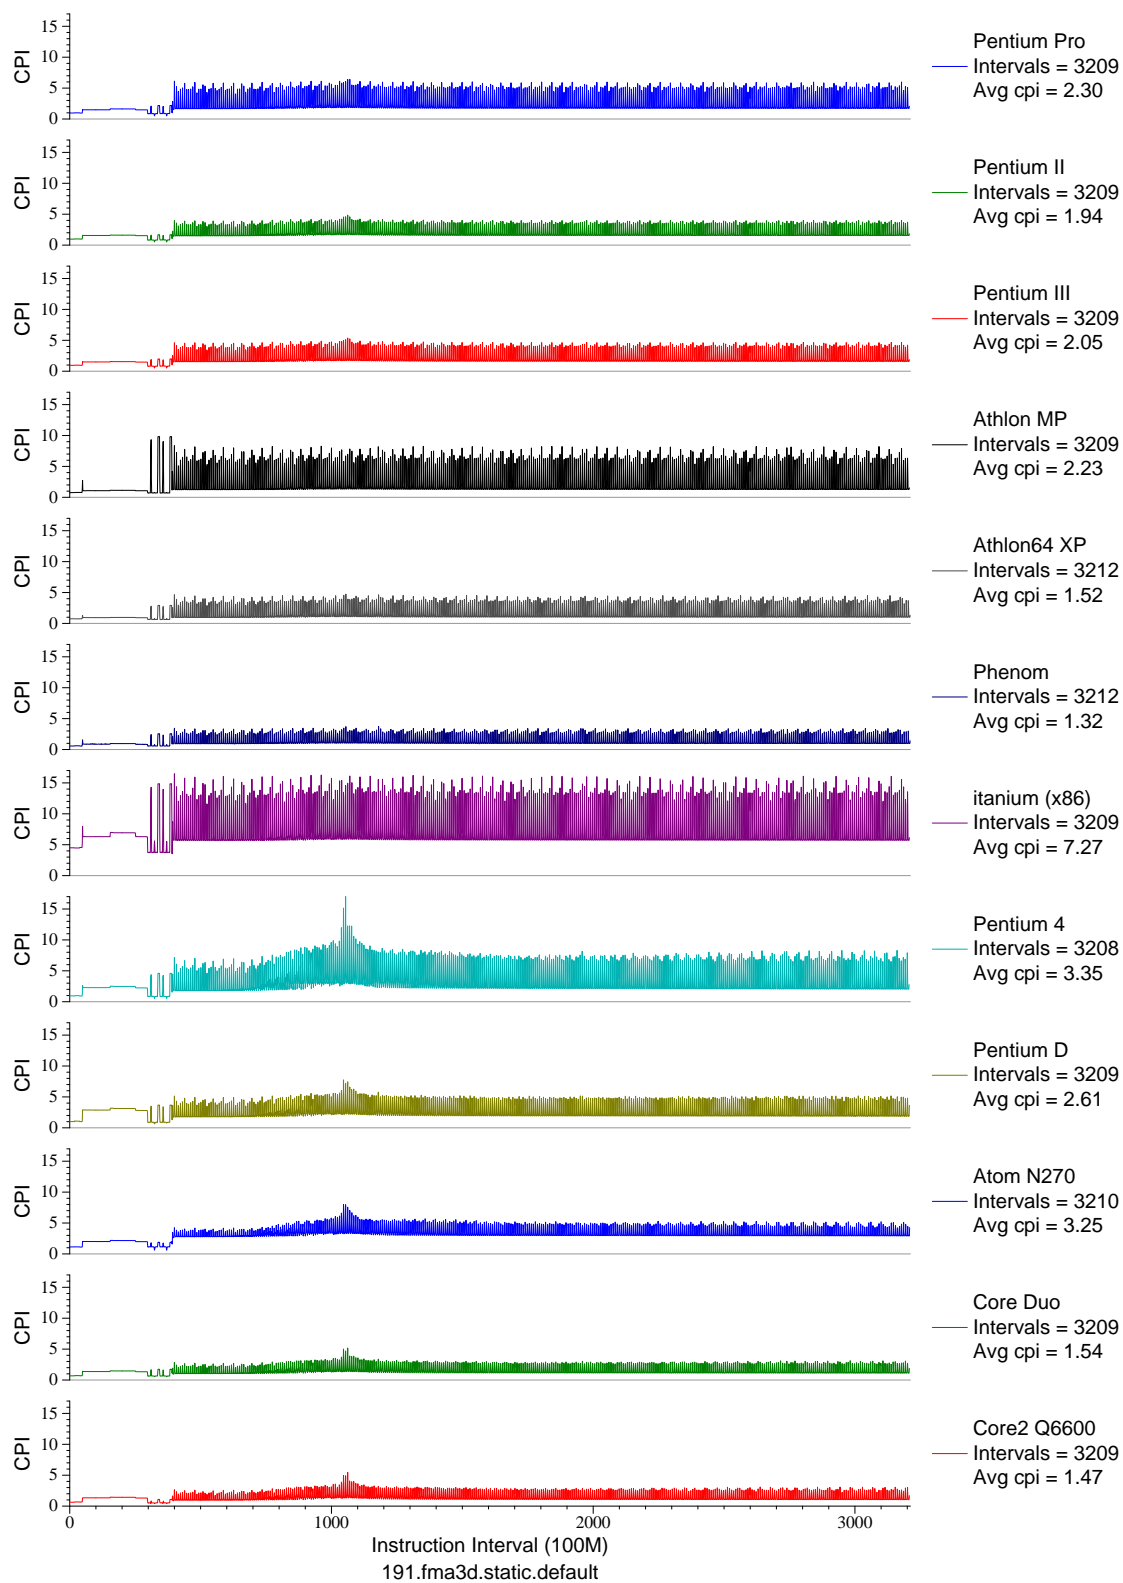 15
10
5
0
CPI
Pentium Pro
Intervals = 3209
Avg cpi = 2.30
15
10
5
0
CPI
Pentium II
Intervals = 3209
Avg cpi = 1.94
15
10
5
0
CPI
Pentium III
Intervals = 3209
Avg cpi = 2.05
15
10
5
0
CPI
Athlon MP
Intervals = 3209
Avg cpi = 2.23
15
10
5
0
CPI
Athlon64 XP
Intervals = 3212
Avg cpi = 1.52
15
10
5
0
CPI
Phenom
Intervals = 3212
Avg cpi = 1.32
15
10
5
0
CPI
itanium (x86)
Intervals = 3209
Avg cpi = 7.27
15
10
5
0
CPI
Pentium 4
Intervals = 3208
Avg cpi = 3.35
15
10
5
0
CPI
Pentium D
Intervals = 3209
Avg cpi = 2.61
15
10
5
0
CPI
Atom N270
Intervals = 3210
Avg cpi = 3.25
15
10
5
0
CPI
Core Duo
Intervals = 3209
Avg cpi = 1.54
15
10
5
0
CPI
Core2 Q6600
Intervals = 3209
Avg cpi = 1.47
0 1000 2000 3000
Instruction Interval (100M)
191.fma3d.static.default